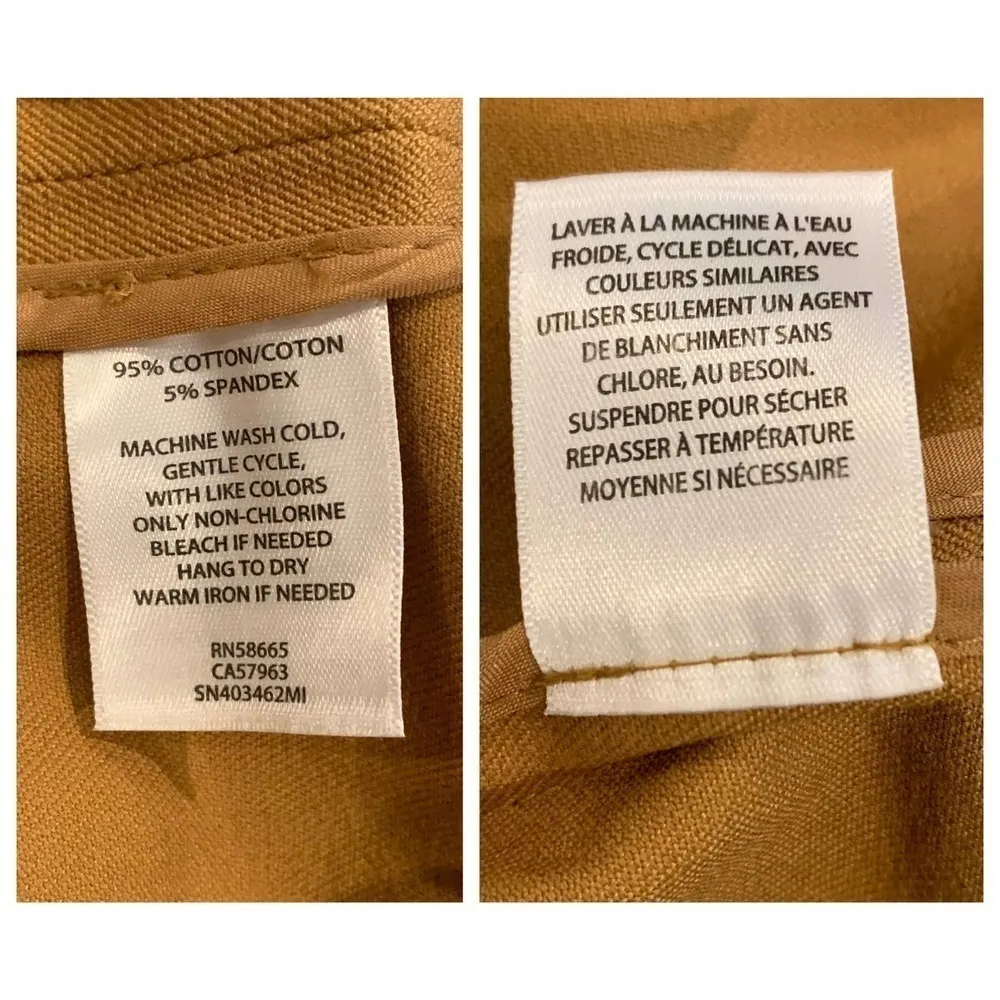 95% COTTON/COTON
5% SPANDEX
MACHINE WASH COLD,
GENTLE CYCLE,
WITH LIKE COLORS
ONLY NON-CHLORINE
BLEACH IF NEEDED
HANG TO DRY
WARM IRON IF NEEDED
RN58665
CA57963
SN403462MI
LAVER À LA MACHINE À L'EAU
FROIDE, CYCLE DÉLICAT, AVEC
COULEURS SIMILAIRES
UTILISER SEULEMENT UN AGENT
DE BLANCHIMENT SANS
CHLORE, AU BESOIN.
SUSPENDRE POUR SÉCHER
REPASSER À TEMPÉRATURE
MOYENNE SI NÉCESSAIRE